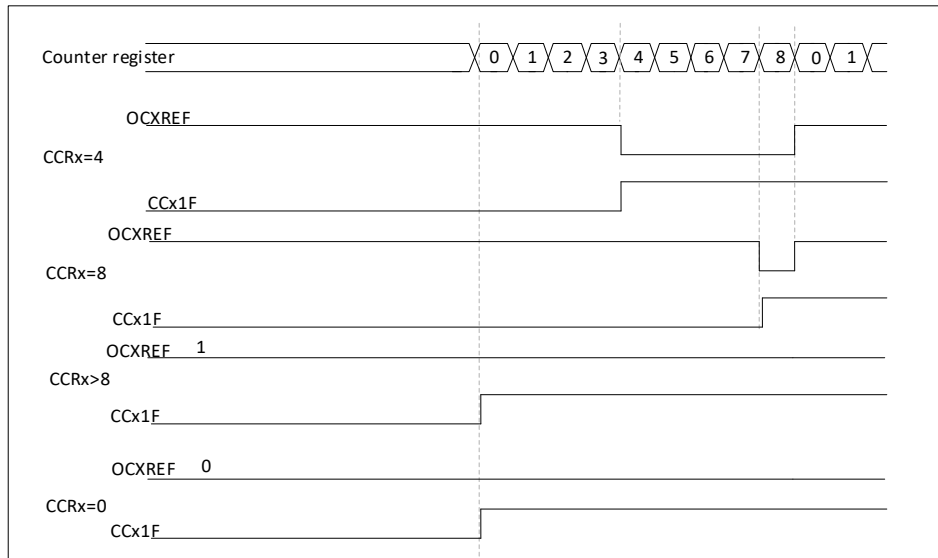 Counter register 0 1 2 3 4 5 6 7 8 0 1
OCXREF
CCRx=4
CCx1F
OCXREF
CCRx=8
CCx1F
OCXREF 1
CCRx>8
CCx1F
OCXREF 0
CCRx=0
CCx1F